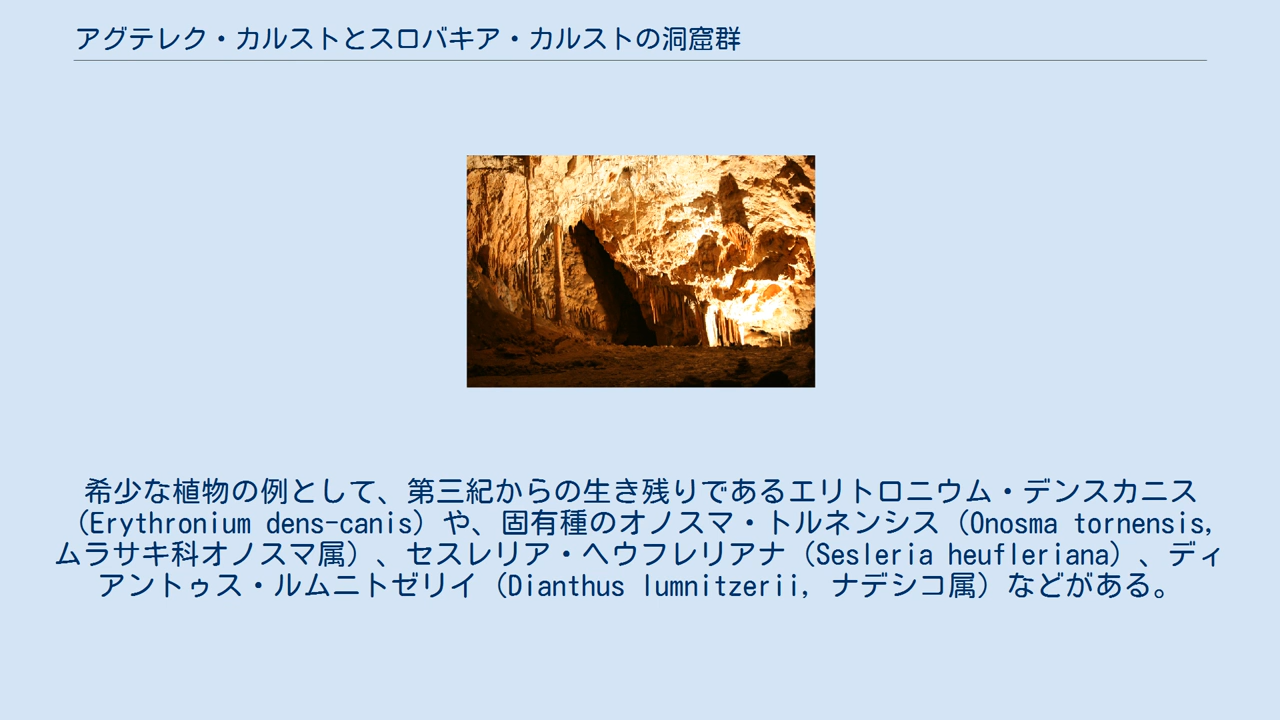 アグテレク・カルストとスロバキア・カルストの洞窟群
希少な植物の例として、第三紀からの生き残りであるエリトロニウム・デンスカニス
（Erythronium dens-canis）や、固有種のオノスマ・トルネンシス（Onosma tornensis,
ムラサキ科オノスマ属）、セスレリア・ヘウフレリアナ（Sesleria heufleriana）、ディ
アントゥス・ルムニトゼリイ（Dianthus lumnitzerii, ナデシコ属）などがある。